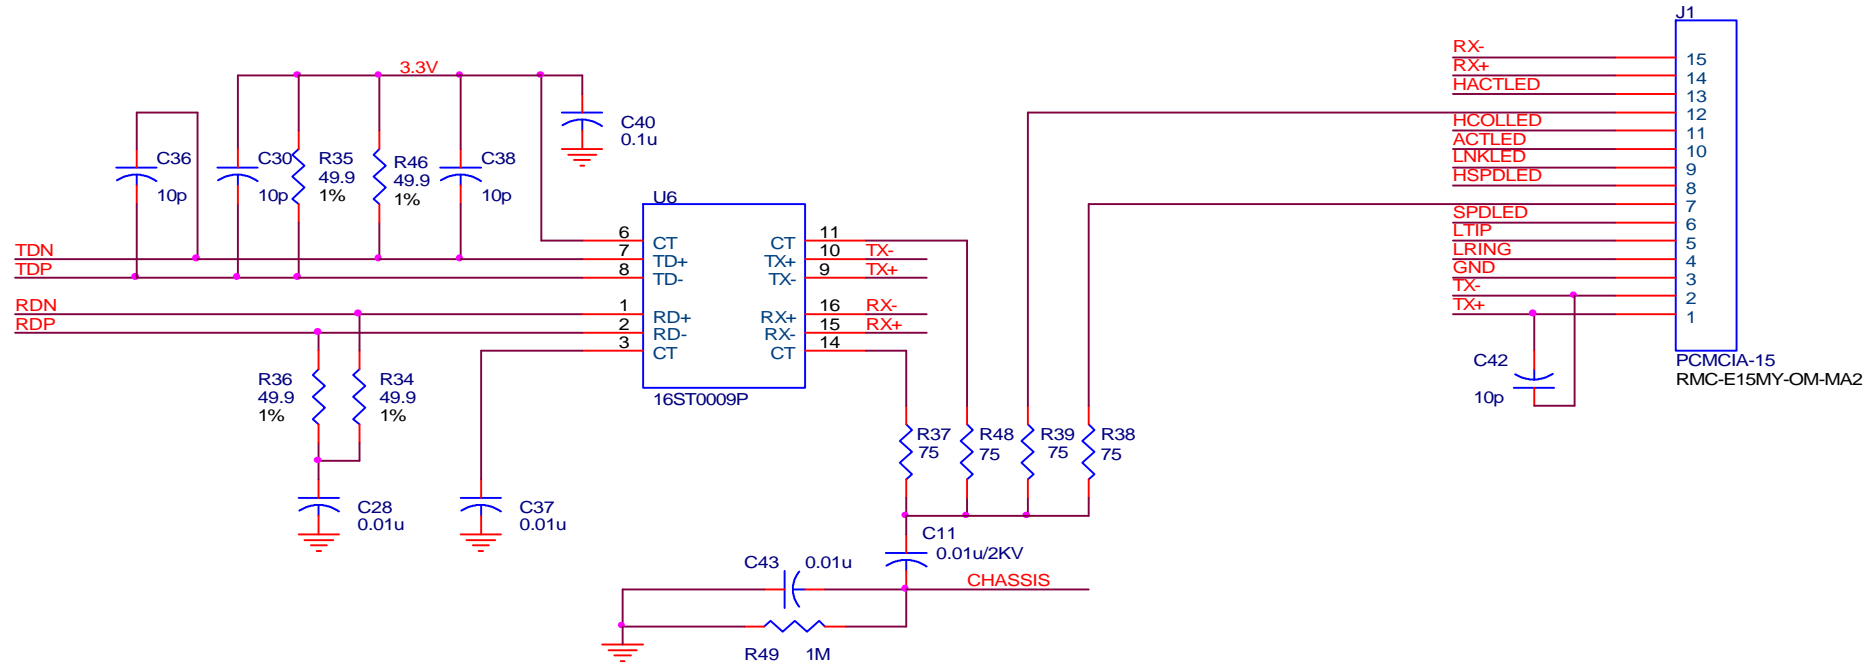 J1
RX-
15
RX+
14
HACTLED
13
12
HCOLLED
11
ACTLED
10
LNKLED
9
HSPDLED
8
7
SPDLED
6
LTIP
5
LRING
4
GND
3
TX-
2
TX+
1
PCMCIA-15
RMC-E15MY-OM-MA2
C42
10p
3.3V
C40
0.1u
C36
10p
C30
10p
R35
49.9
1%
R46
49.9
1%
C38
10p
U6
6 CT CT 11
7 TD+ TX+ 10 TX-
8 TD- TX- 9 TX+
1 RD+ RX+ 16 RX-
2 RD- RX- 15 RX+
3 CT CT 14
16ST0009P
TDN
TDP
RDN
RDP
R36
49.9
1%
R34
49.9
1%
C28
0.01u
C37
0.01u
R37
75
R48
75
R39
75
R38
75
C11
0.01u/2KV
C43 0.01u
CHASSIS
R49 1M